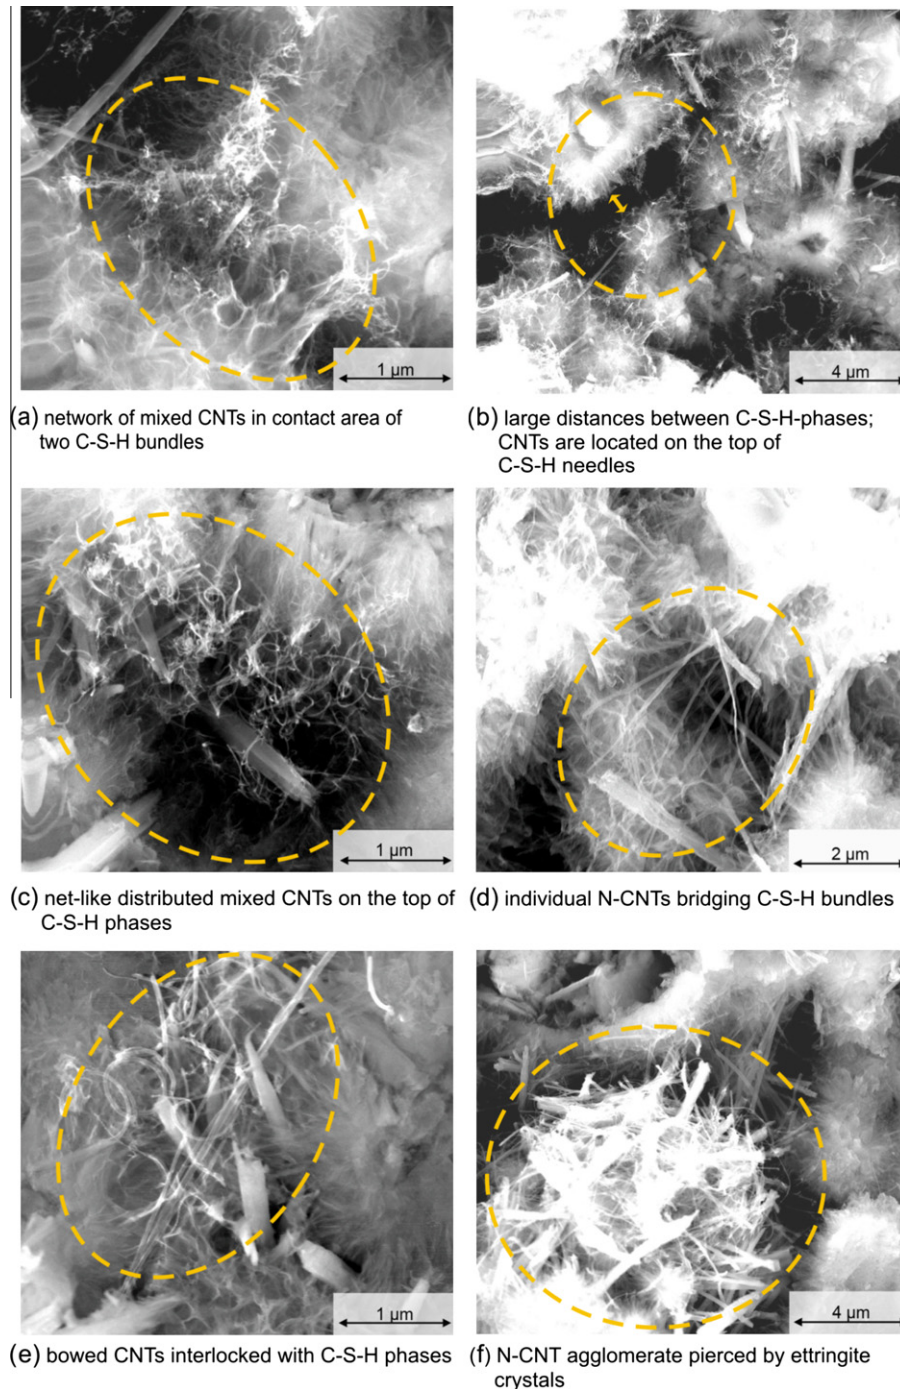 1 µm
4 µm
(a) network of mixed CNTs in contact area of
two C-S-H bundles
(b) large distances between C-S-H-phases;
CNTs are located on the top of
C-S-H needles
1 µm
2 µm
(c) net-like distributed mixed CNTs on the top of
C-S-H phases
(d) individual N-CNTs bridging C-S-H bundles
1 µm
4 µm
(e) bowed CNTs interlocked with C-S-H phases
(f) N-CNT agglomerate pierced by ettringite
crystals